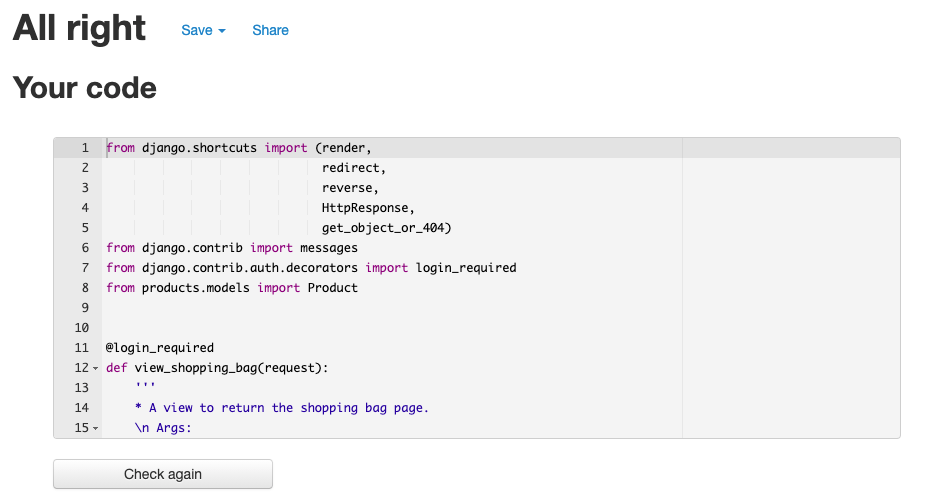 All right Save Share
Your code
1 from django.shortcuts import (render,
2 redirect,
3 reverse,
4 HttpResponse,
5 get_object_or_404)
6 from django.contrib import messages
7 from django.contrib.auth.decorators import login_required
8 from products.models import Product
9
10
11 @login_required
12 def view_shopping_bag(request):
13 '''
14 * A view to return the shopping bag page.
15 \n Args:
Check again